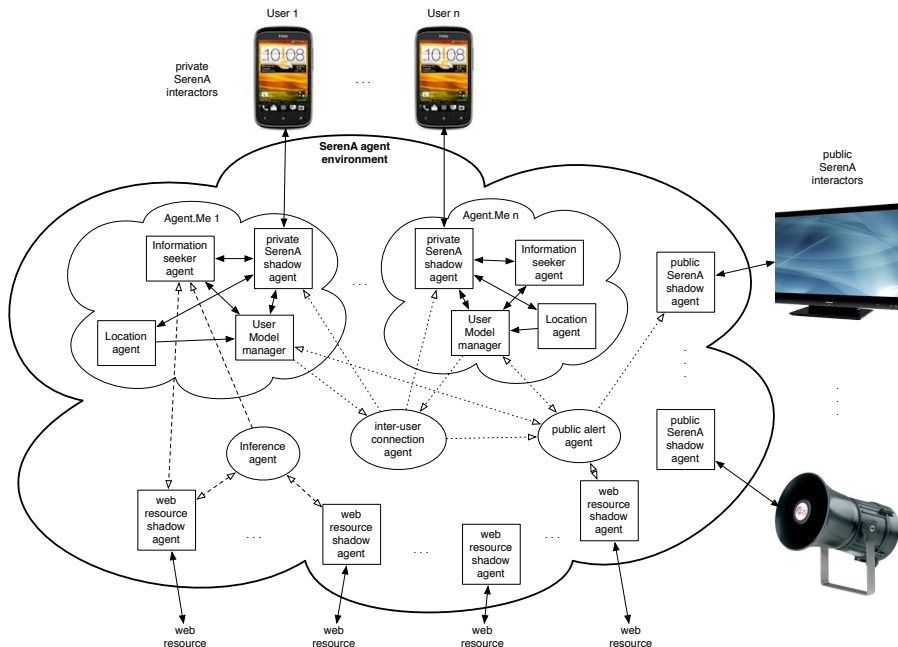 User 1
User n
private
SerenA
interactors
10 08
10 08
. . .
SerenA agent
environment
public
SerenA
interactors
Agent.Me 1
Agent.Me n
Information
seeker
agent
private
SerenA
shadow
agent
private
SerenA
shadow
agent
Information
seeker
agent
public
SerenA
shadow
agent
. . .
Location
agent
User
Model
manager
User
Model
manager
Location
agent
inter-user
connection
agent
public alert
agent
public
SerenA
shadow
agent
Inference
agent
web
resource
shadow
agent
. . .
web
resource
shadow
agent
. . .
web
resource
shadow
agent
. . .
web
resource
shadow
agent
web
resource
web
resource
web
resource
web
resource